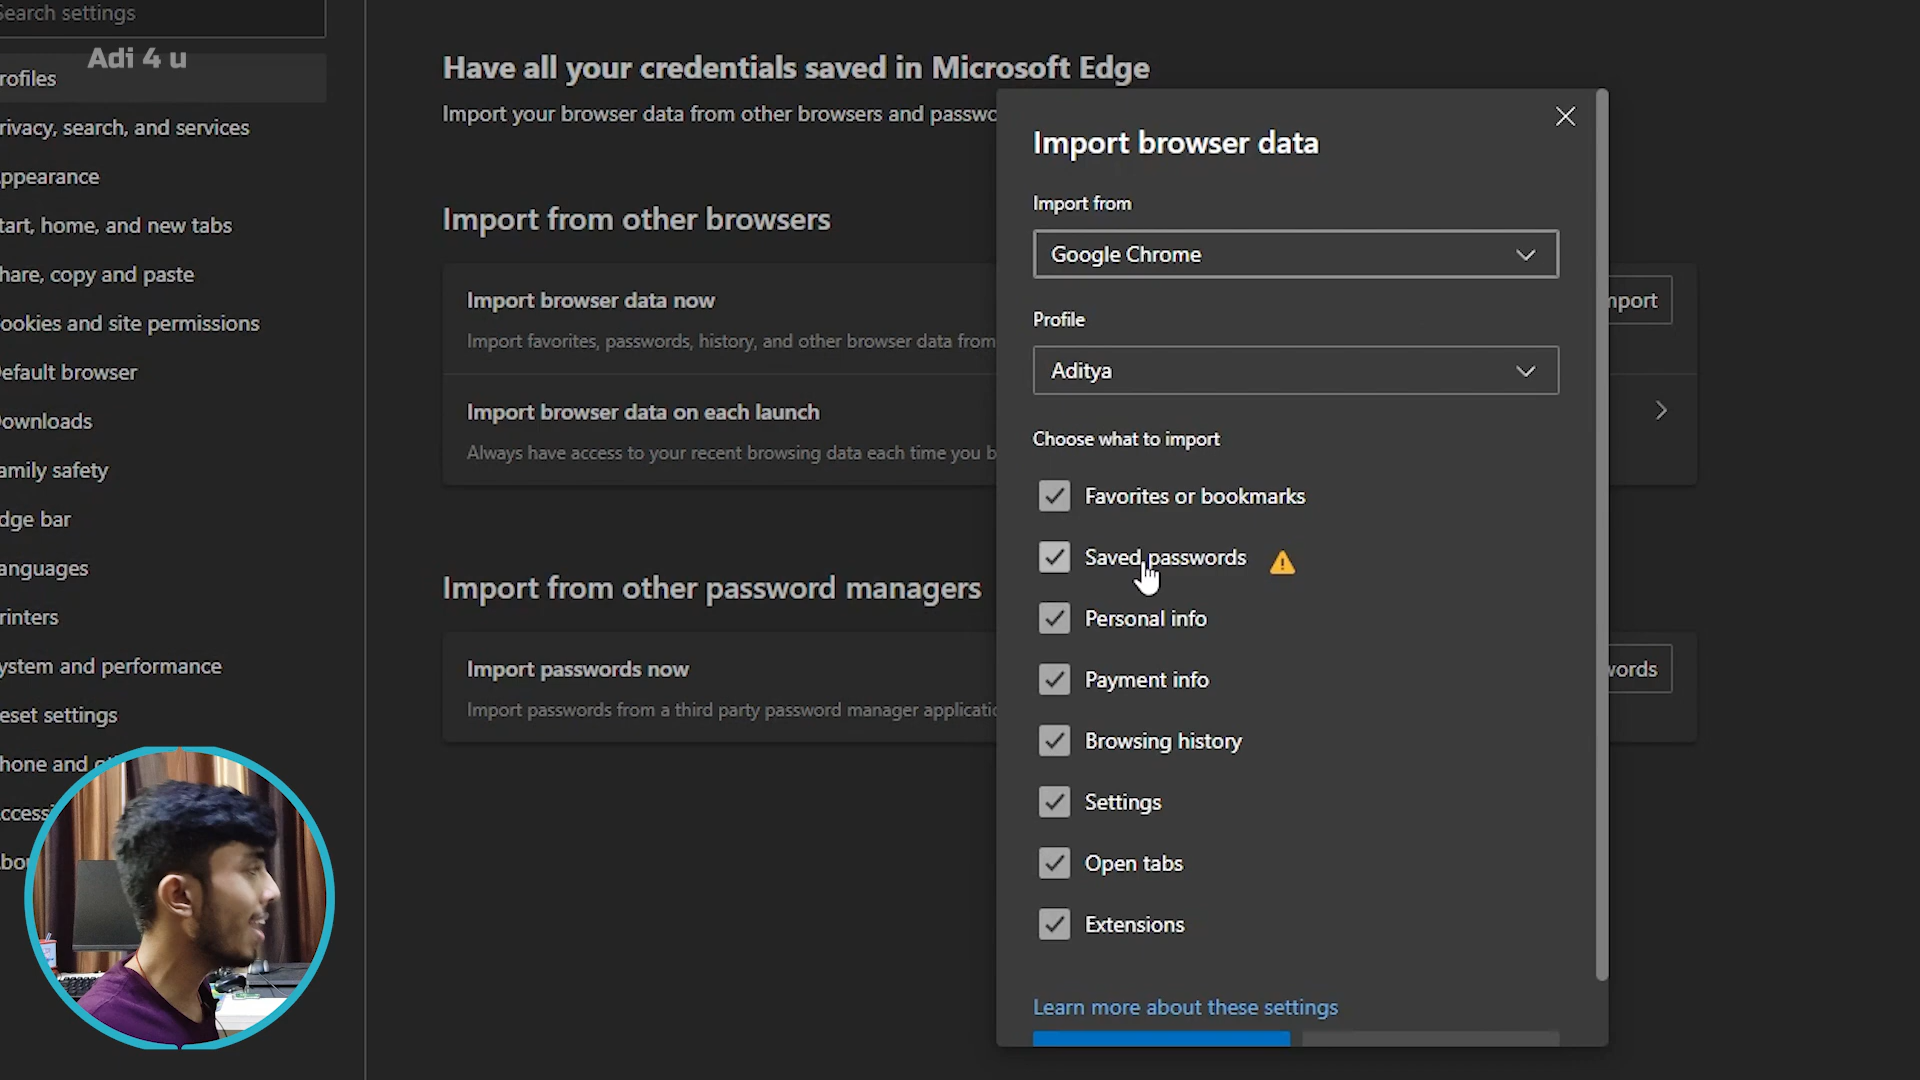 Search settings
Adi 4 u
rofiles
rivacy, search, and services
ppearance
tart, home, and new tabs
hare, copy and paste
ookies and site permissions
efault browser
ownloads
amily safety
dge bar
anguages
rinters
ystem and performance
eset settings
hone and
ccess
bo
Have all your credentials saved in Microsoft Edge
Import your browser data from other browsers and passwo
Import from other browsers
Import browser data now
Import favorites, passwords, history, and other browser data from
mport
Import browser data on each launch
Always have access to your recent browsing data each time you b
Import from other password managers
Import passwords now
Import passwords from a third party password manager applicatio
words
Import browser data
Import from
Google Chrome
Profile
Aditya
Choose what to import
Favorites or bookmarks
Saved passwords
Personal info
Payment info
Browsing history
Settings
Open tabs
Extensions
Learn more about these settings